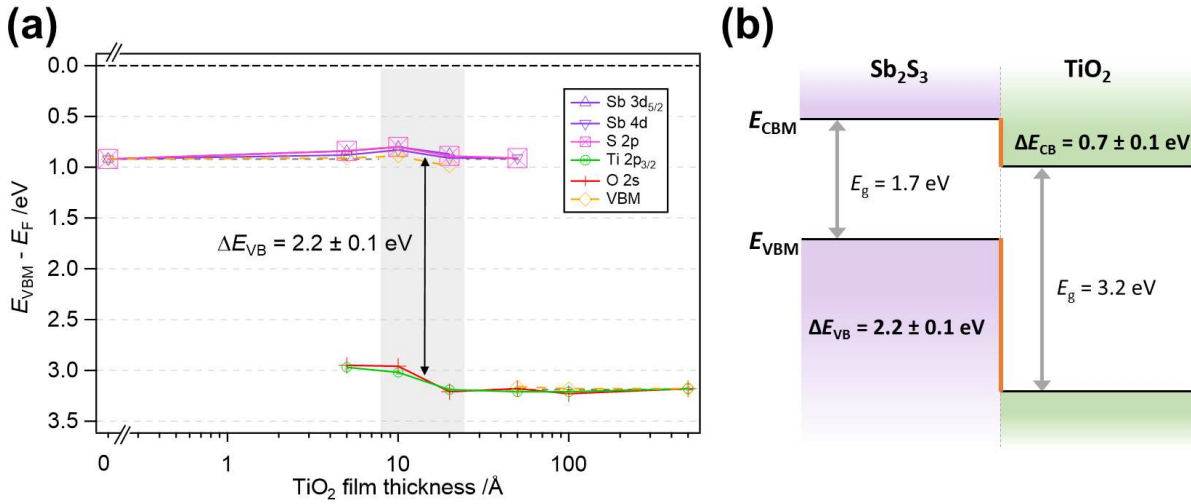 (a)
0.0
0.5
1.0
1.5
2.0
2.5
3.0
3.5
E_VBM - E_F /eV
Sb 3d_5/2
Sb 4d
S 2p
Ti 2p_3/2
O 2s
VBM
ΔE_VB = 2.2 ± 0.1 eV
0
1
10
100
TiO₂ film thickness /Å
(b)
Sb₂S₃
TiO₂
E_CBM
ΔE_CB = 0.7 ± 0.1 eV
E_g = 1.7 eV
E_VBM
E_g = 3.2 eV
ΔE_VB = 2.2 ± 0.1 eV